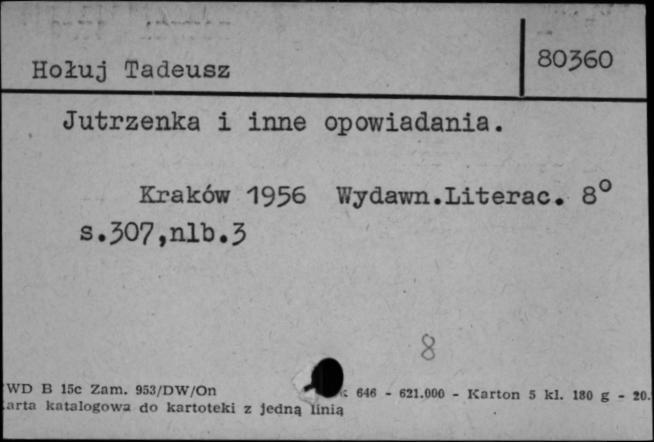 80360
Hołuj Tadeusz
Jutrzenka i inne opowiadania.
Kraków 1956 Wydawn.Literac. 8°
s.307,nlb.3
8
WD B 15c Zam. 953/DW/On 646 - 621.000 - Karton 5 kl. 180 g - 20.
arta katalogowa do kartoteki z jedną linią